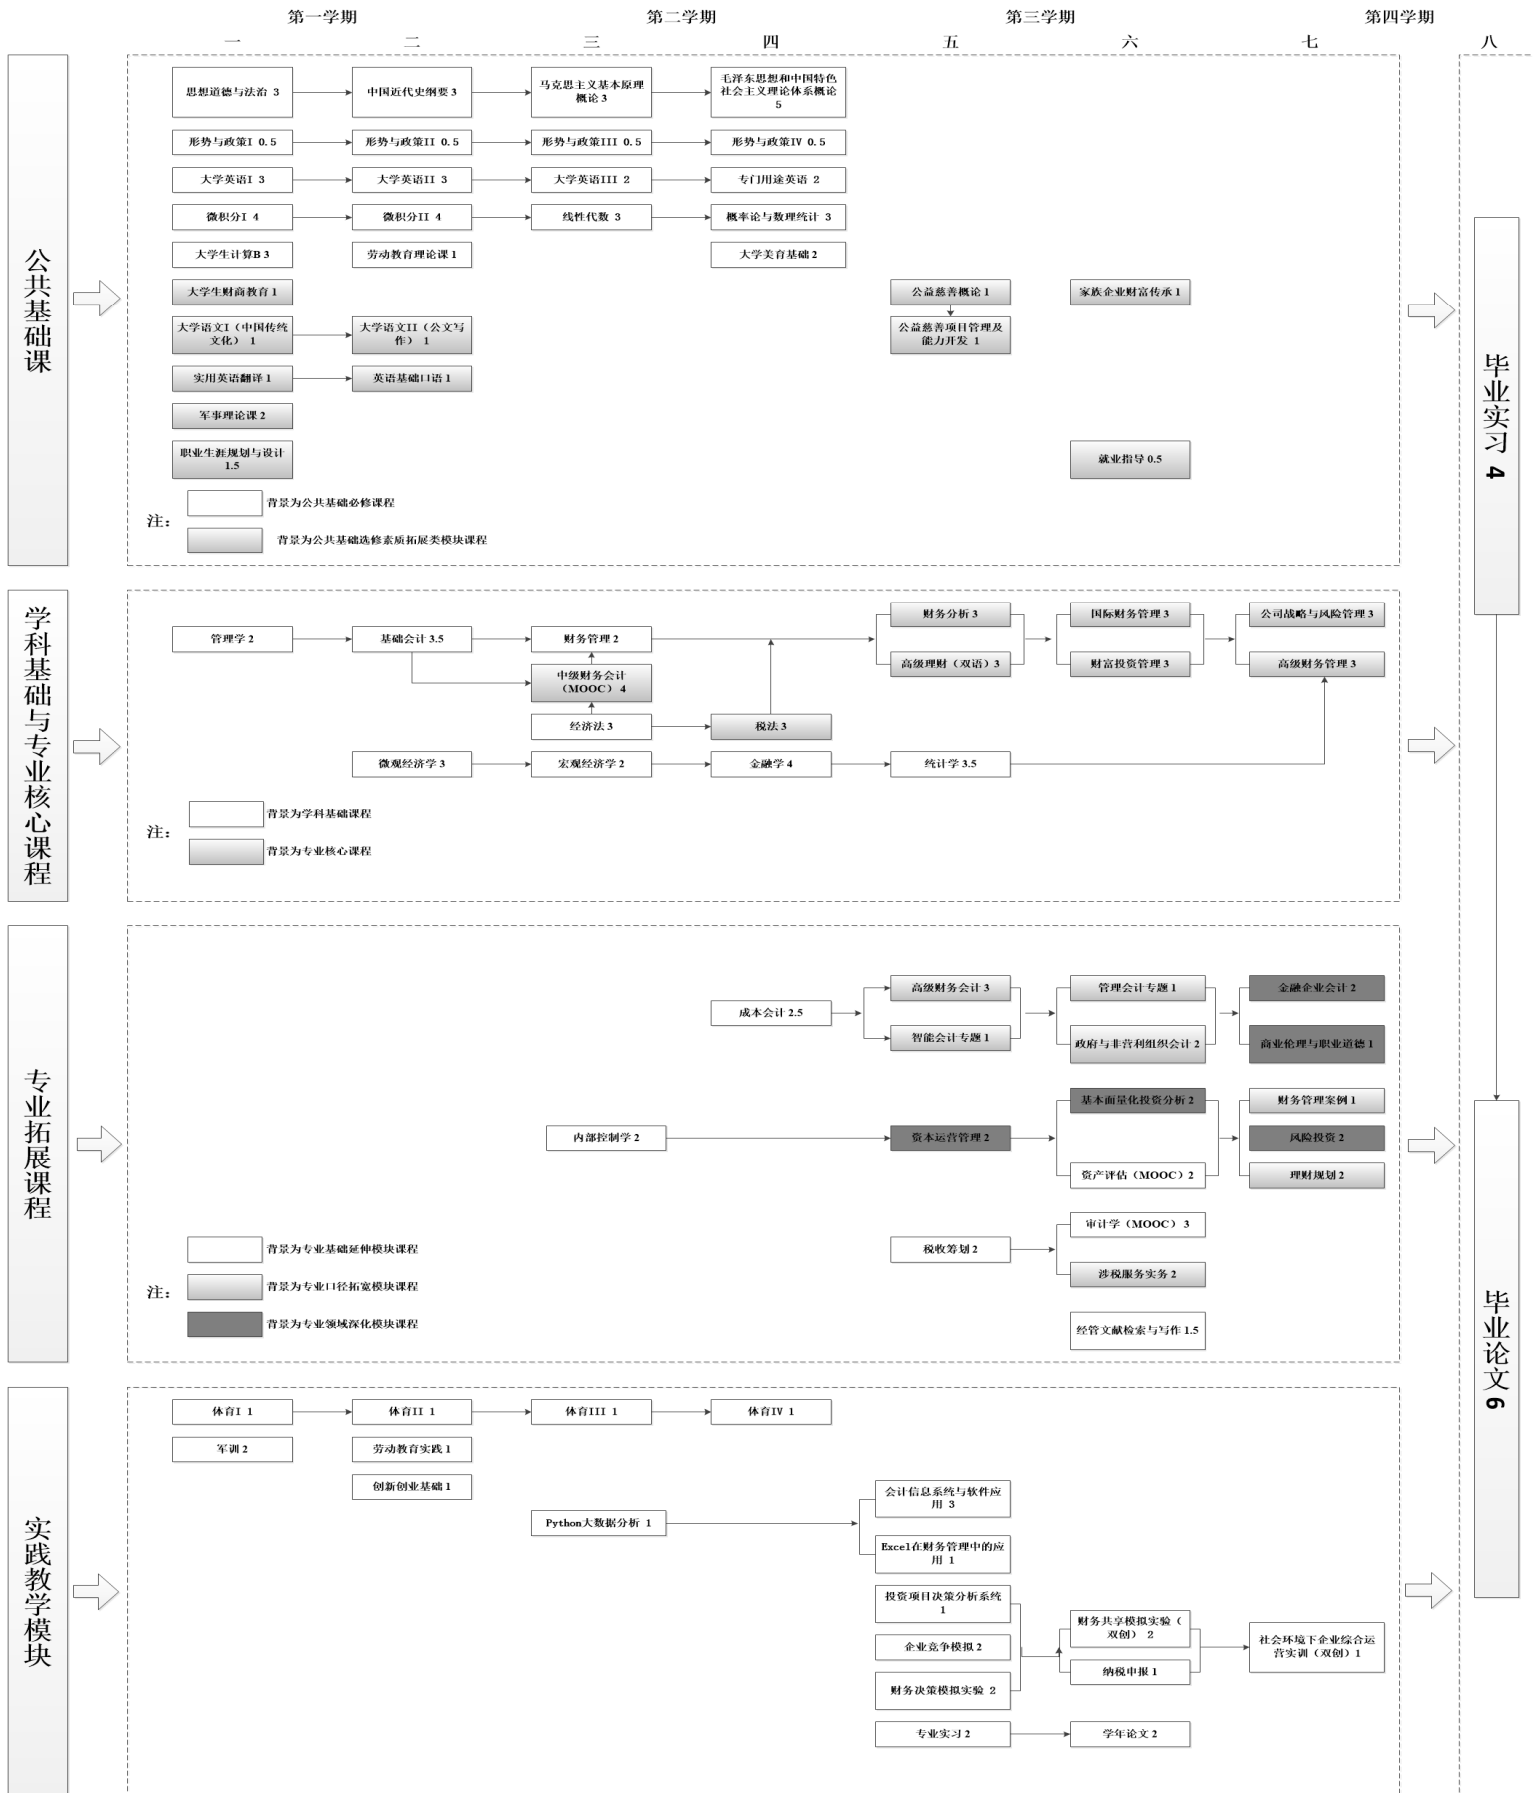 第一学期 第二学期 第三学期 第四学期
一 二 三 四 五 六 七 八
公共基础课
思想道德与法治 3
中国近代史纲要 3
马克思主义基本原理
概论 3
毛泽东思想和中国特色
社会主义理论体系概论
5
形势与政策I 0.5
形势与政策II 0.5
形势与政策III 0.5
形势与政策IV 0.5
大学英语I 3
大学英语II 3
大学英语III 2
专门用途英语 2
微积分I 4
微积分II 4
线性代数 3
概率论与数理统计 3
大学生计算B 3
劳动教育理论课 1
大学美育基础 2
大学生财商教育 1
公益慈善概论 1
家族企业财富传承 1
大学语文I（中国传统
文化） 1
大学语文II（公文写
作） 1
公益慈善项目管理及
能力开发 1
实用英语翻译 1
英语基础口语 1
军事理论课 2
职业生涯规划与设计
1.5
就业指导 0.5
注：
背景为公共基础必修课程
背景为公共基础选修素质拓展类模块课程
学科基础与专业核心课程
管理学 2
基础会计 3.5
财务管理 2
财务分析 3
国际财务管理 3
公司战略与风险管理 3
高级理财（双语）3
财富投资管理 3
高级财务管理 3
中级财务会计
（MOOC） 4
经济法 3
税法 3
微观经济学 3
宏观经济学 2
金融学 4
统计学 3.5
注：
背景为学科基础课程
背景为专业核心课程
专业拓展课程
成本会计 2.5
高级财务会计 3
管理会计专题 1
金融企业会计 2
智能会计专题 1
政府与非营利组织会计 2
商业伦理与职业道德 1
内部控制学 2
资本运营管理 2
基本面量化投资分析 2
财务管理案例 1
风险投资 2
资产评估（MOOC）2
理财规划 2
税收筹划 2
审计学（MOOC） 3
涉税服务实务 2
经管文献检索与写作 1.5
注：
背景为专业基础延伸模块课程
背景为专业口径拓宽模块课程
背景为专业领域深化模块课程
实践教学模块
体育I 1
体育II 1
体育III 1
体育IV 1
军训 2
劳动教育实践 1
创新创业基础 1
Python大数据分析 1
会计信息系统与软件应
用 3
Excel在财务管理中的应
用 1
投资项目决策分析系统
1
企业竞争模拟 2
财务决策模拟实验 2
财务共享模拟实验（
双创） 2
纳税申报 1
社会环境下企业综合运
营实训（双创）1
专业实习 2
学年论文 2
毕业实习 4
毕业论文 6